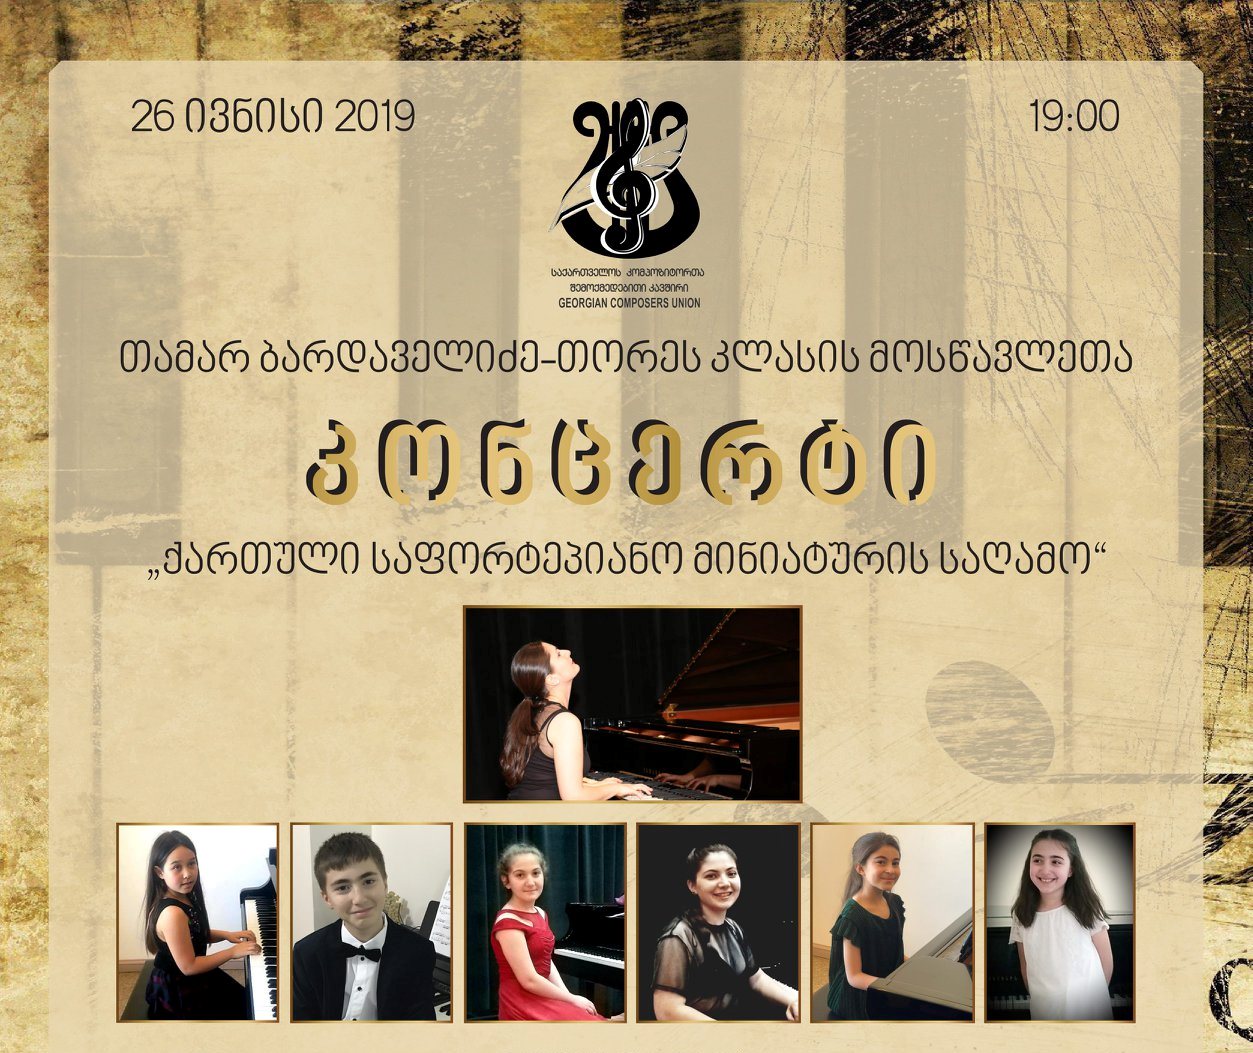 26 ივნისი 2019
19:00
საქართველოს კომპოზიტორთა
შემოქმედებითი კავშირი
GEORGIAN COMPOSERS UNION
თამარ ბარდაველიძე-თორეს კლასის მოსწავლეთა
კონცერტი
„ქართული საფორტეპიანო მინიატურის საღამო“